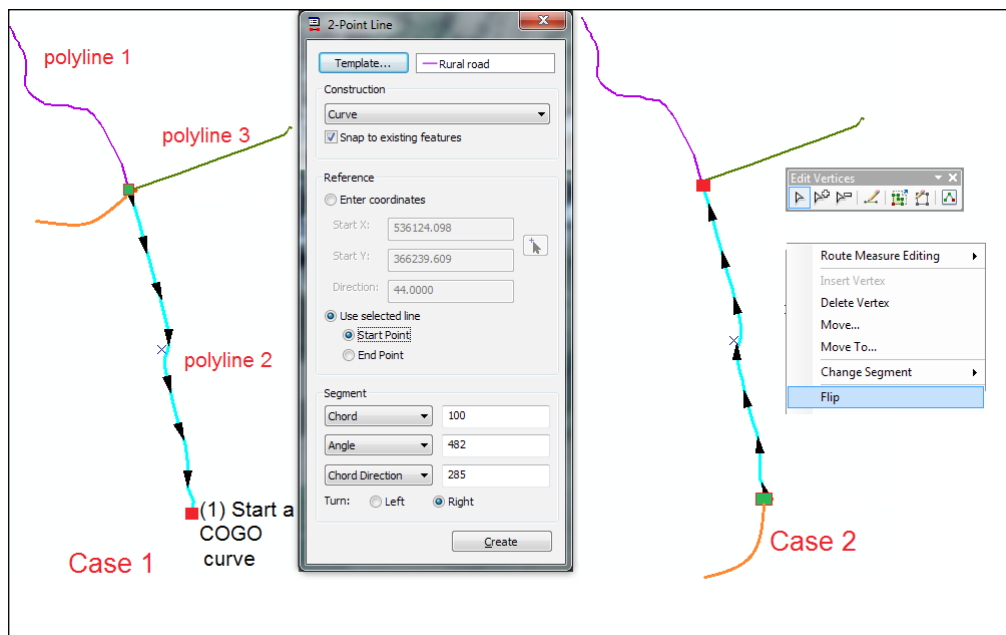 polyline 1
polyline 3
polyline 2
(1) Start a
COGO
curve
Case 1
2-Point Line
Template...
Rural road
Construction
Curve
Snap to existing features
Reference
Enter coordinates
Start X: 536124.098
Start Y: 366239.609
Direction: 44.0000
Use selected line
Start Point
End Point
Segment
Chord 100
Angle 482
Chord Direction 285
Turn: Left Right
Create
Edit Vertices
Route Measure Editing
Insert Vertex
Delete Vertex
Move...
Move To...
Change Segment
Flip
Case 2